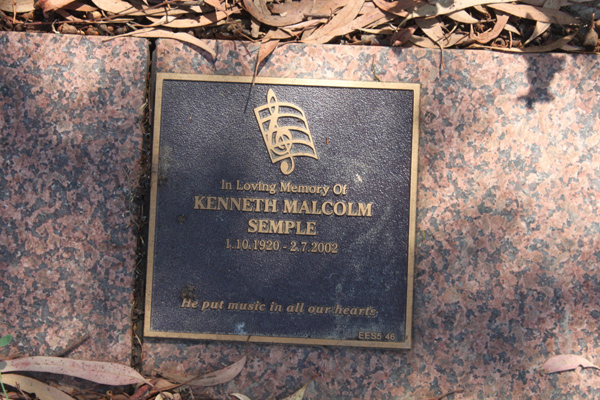 In Loving Memory Of
KENNETH MALCOLM
SEMPLE
1.10.1920 - 2.7.2002
He put music in all our hearts
EES5 46